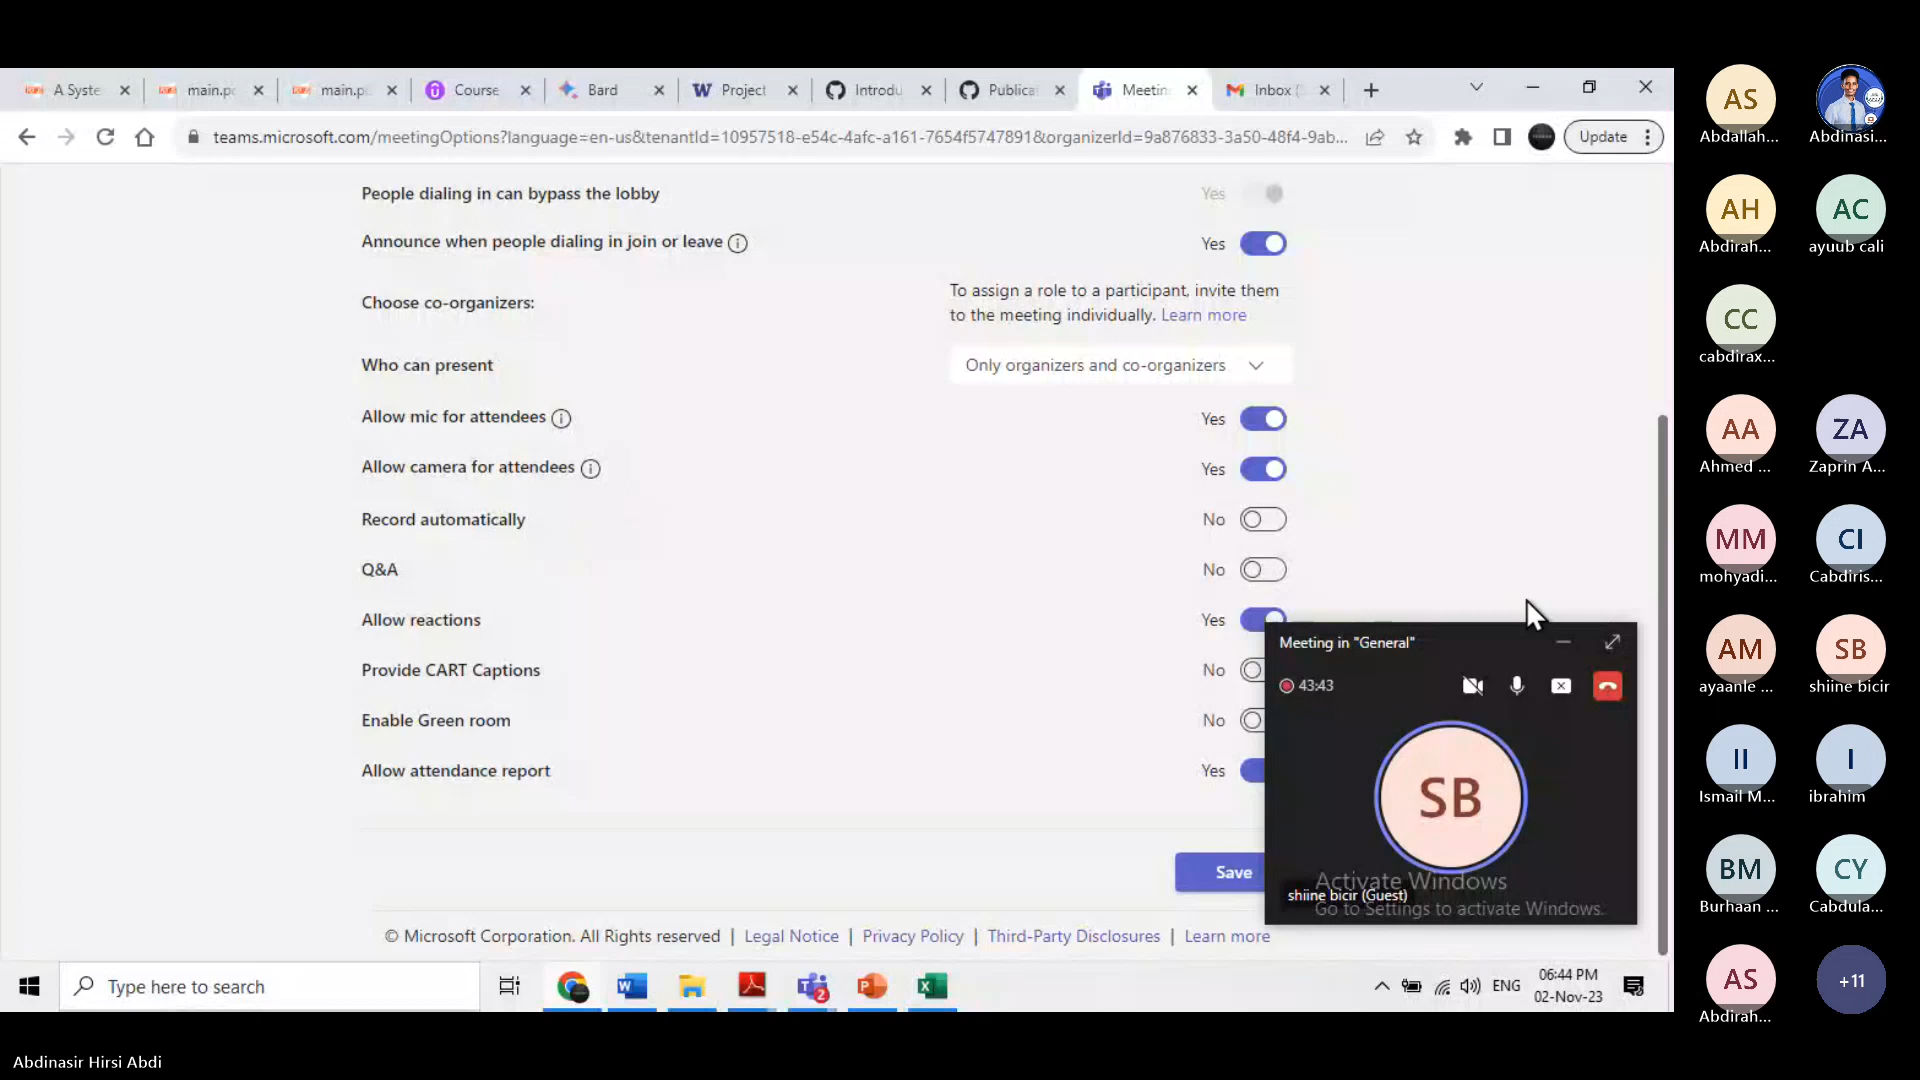 A Syste
main.pc
main.p
Course
Bard
Project
Introdu
Publica
Meetin
Inbox (
teams.microsoft.com/meetingOptions?language=en-us&tenantId=10957518-e54c-4afc-a161-7654f5747891&organizerId=9a876833-3a50-48f4-9ab...
Update
People dialing in can bypass the lobby Yes
Announce when people dialing in join or leave Yes
Choose co-organizers:
To assign a role to a participant, invite them
to the meeting individually. Learn more
Who can present Only organizers and co-organizers
Allow mic for attendees Yes
Allow camera for attendees Yes
Record automatically No
Q&A No
Allow reactions Yes
Provide CART Captions No
Enable Green room No
Allow attendance report Yes
Save
© Microsoft Corporation. All Rights reserved | Legal Notice | Privacy Policy | Third-Party Disclosures | Learn more
Meeting in "General"
43:43
SB
shiine bicir (Guest)
Activate Windows
Go to Settings to activate Windows.
Type here to search
2
ENG
06:44 PM
02-Nov-23
AS
Abdallah...
Abdinasi...
AH
Abdirah...
AC
ayuub cali
CC
cabdirax...
AA
Ahmed ...
ZA
Zaprin A...
MM
mohyadi...
CI
Cabdiris...
AM
ayaanle ...
SB
shiine bicir
II
Ismail M...
I
ibrahim
BM
Burhaan ...
CY
Cabdula...
AS
Abdirah...
+11
Abdinasir Hirsi Abdi